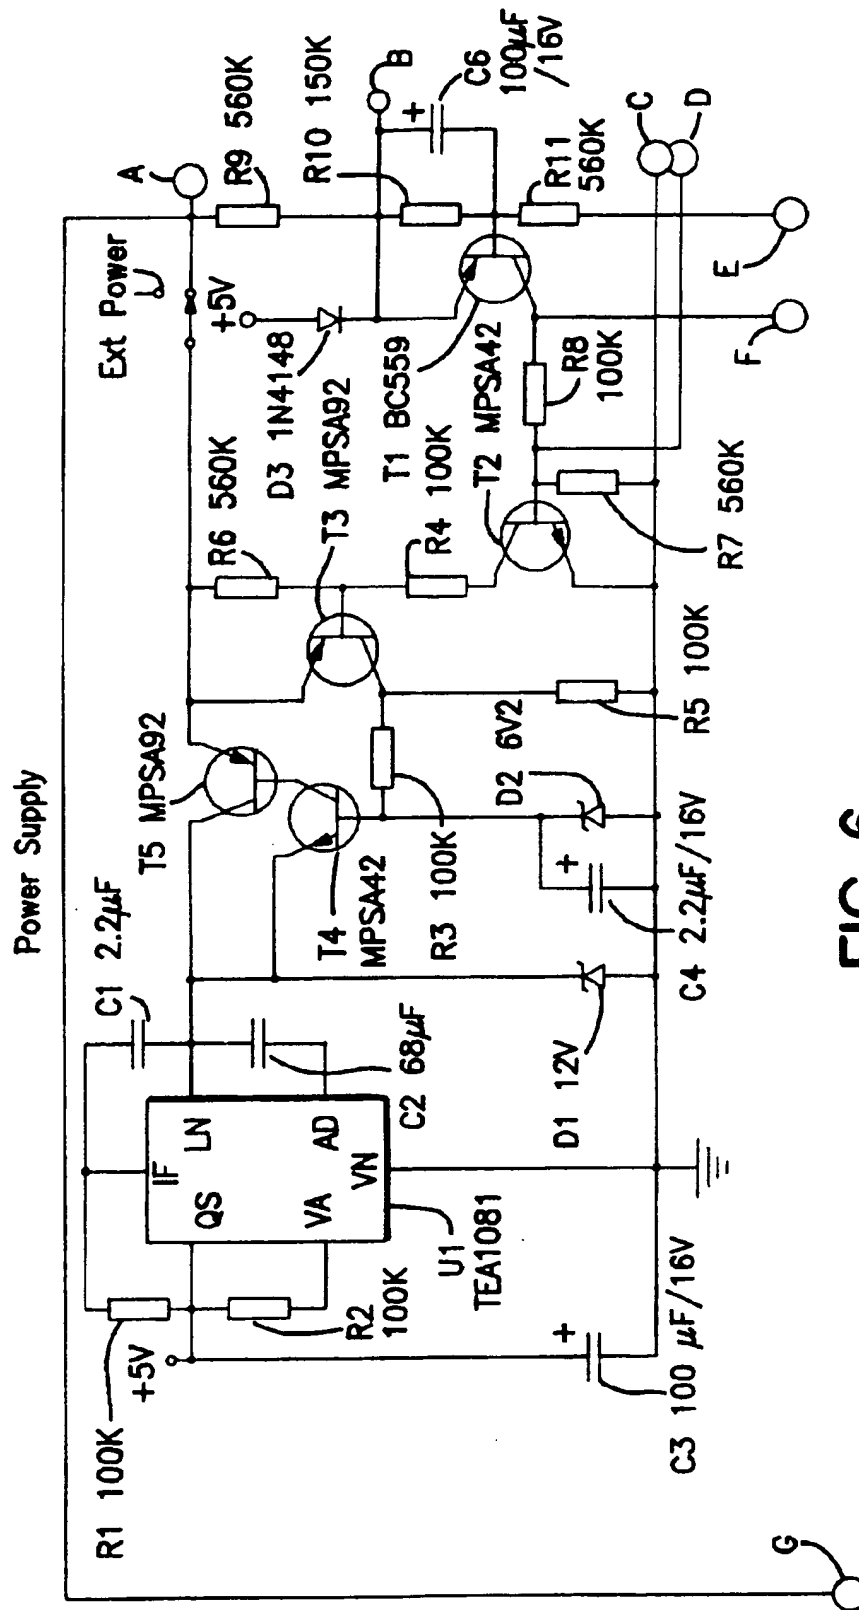 Power Supply
R1 100K
+5V
C3 100 µF/16V
G
R2
100K
U1
TEA1081
IF
QS
LN
VA
AD
VN
C1 2.2µF
C2 68µF
D1 12V
C4 2.2µF/16V
+
+
T5 MPSA92
T4
MPSA42
R3 100K
D2 6V2
R5 100K
R6 560K
T3 MPSA92
R4 100K
T2 MPSA42
R7 560K
Ext Power
+5V
D3 1N4148
T1 BC559
R8
100K
A
R9 560K
R10 150K
B
C6
100µF
/16V
+
R11
560K
C
D
E
F